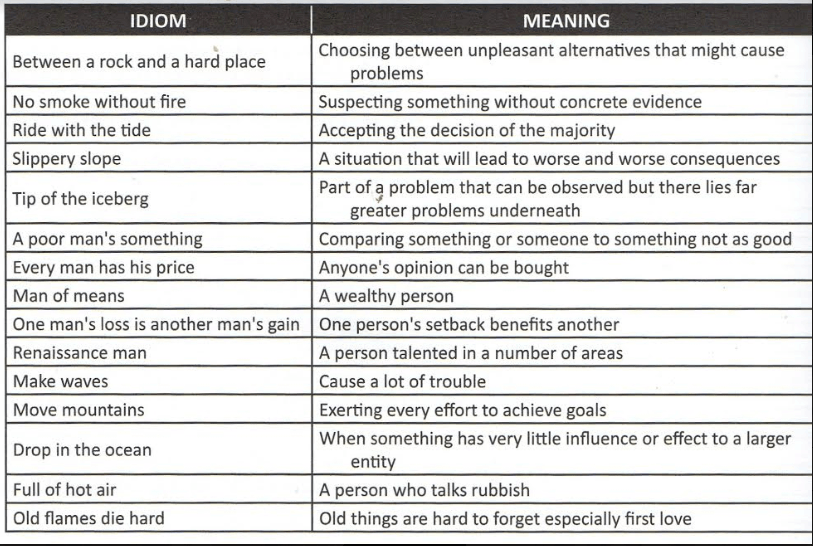 IDIOM MEANING
Between a rock and a hard place Choosing between unpleasant alternatives that might cause
problems
No smoke without fire Suspecting something without concrete evidence
Ride with the tide Accepting the decision of the majority
Slippery slope A situation that will lead to worse and worse consequences
Tip of the iceberg Part of a problem that can be observed but there lies far
greater problems underneath
A poor man's something Comparing something or someone to something not as good
Every man has his price Anyone's opinion can be bought
Man of means A wealthy person
One man's loss is another man's gain One person's setback benefits another
Renaissance man A person talented in a number of areas
Make waves Cause a lot of trouble
Move mountains Exerting every effort to achieve goals
Drop in the ocean When something has very little influence or effect to a larger
entity
Full of hot air A person who talks rubbish
Old flames die hard Old things are hard to forget especially first love